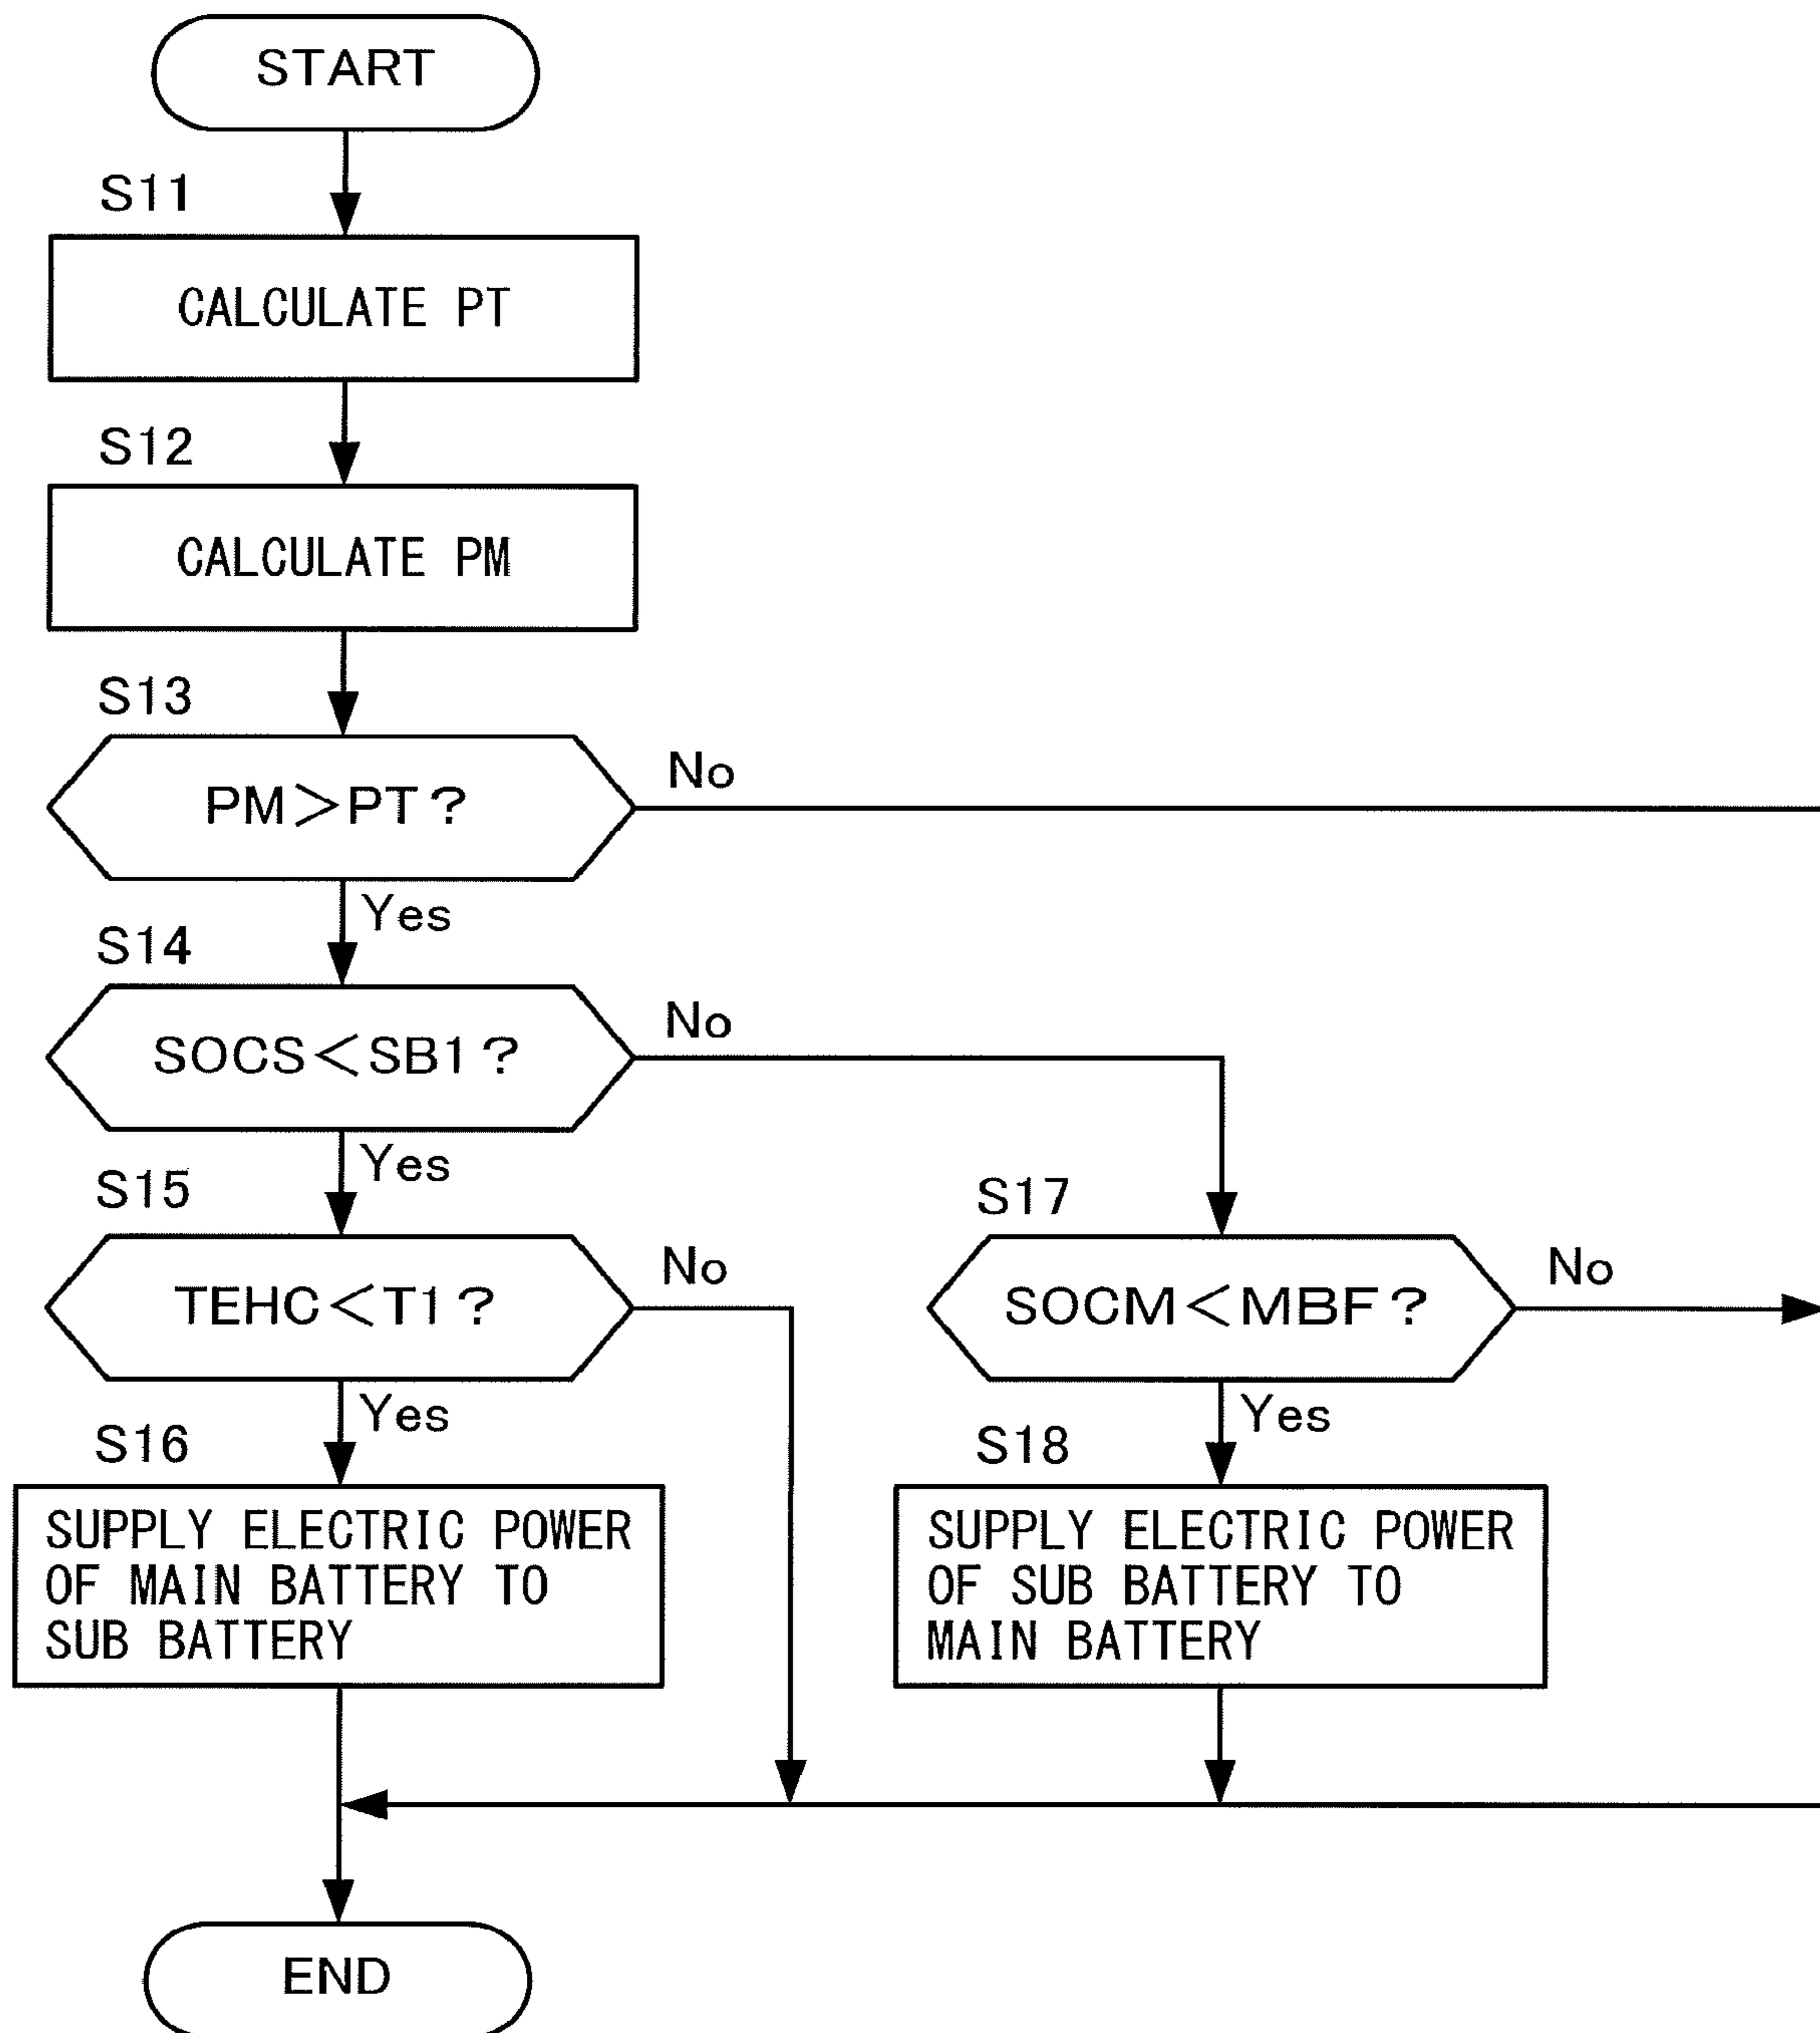 START
S11
CALCULATE PT
S12
CALCULATE PM
S13
PM>PT?
No
Yes
S14
SOCS<SB1?
No
Yes
S15
TEHC<T1?
No
Yes
S17
SOCM<MBF?
No
Yes
S16
SUPPLY ELECTRIC POWER
OF MAIN BATTERY TO
SUB BATTERY
S18
SUPPLY ELECTRIC POWER
OF SUB BATTERY TO
MAIN BATTERY
END